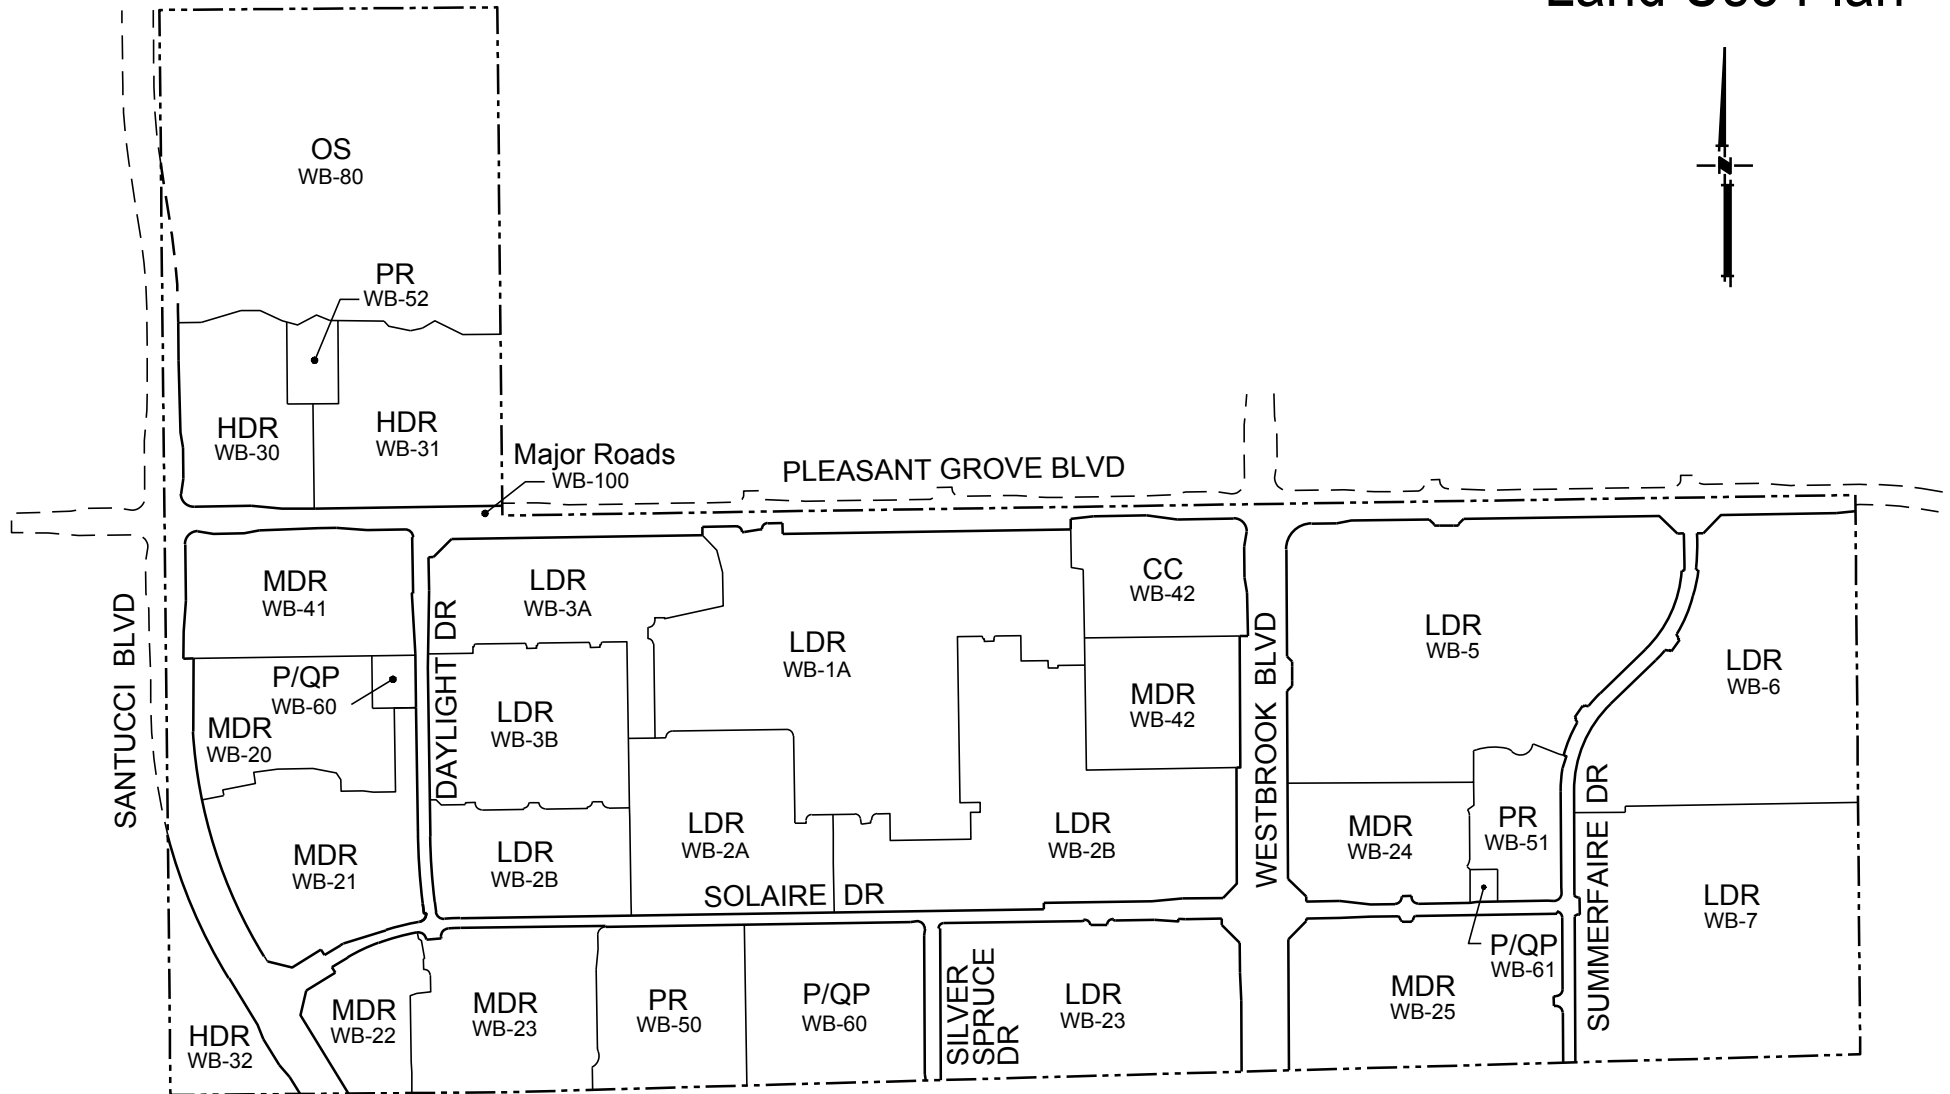 Land Use Plan
N
OS
WB-80
PR
WB-52
HDR
WB-30
HDR
WB-31
Major Roads
WB-100
PLEASANT GROVE BLVD
SANTUCCI BLVD
MDR
WB-41
DAYLIGHT DR
LDR
WB-3A
LDR
WB-1A
CC
WB-42
WESTBROOK BLVD
LDR
WB-5
LDR
WB-6
P/QP
WB-60
MDR
WB-20
LDR
WB-3B
MDR
WB-42
MDR
WB-21
LDR
WB-2B
LDR
WB-2A
LDR
WB-2B
MDR
WB-24
PR
WB-51
SUMMERFAIRE DR
LDR
WB-7
SOLAIRE DR
P/QP
WB-61
HDR
WB-32
MDR
WB-22
MDR
WB-23
PR
WB-50
P/QP
WB-60
SILVER
SPRUCE
DR
LDR
WB-23
MDR
WB-25